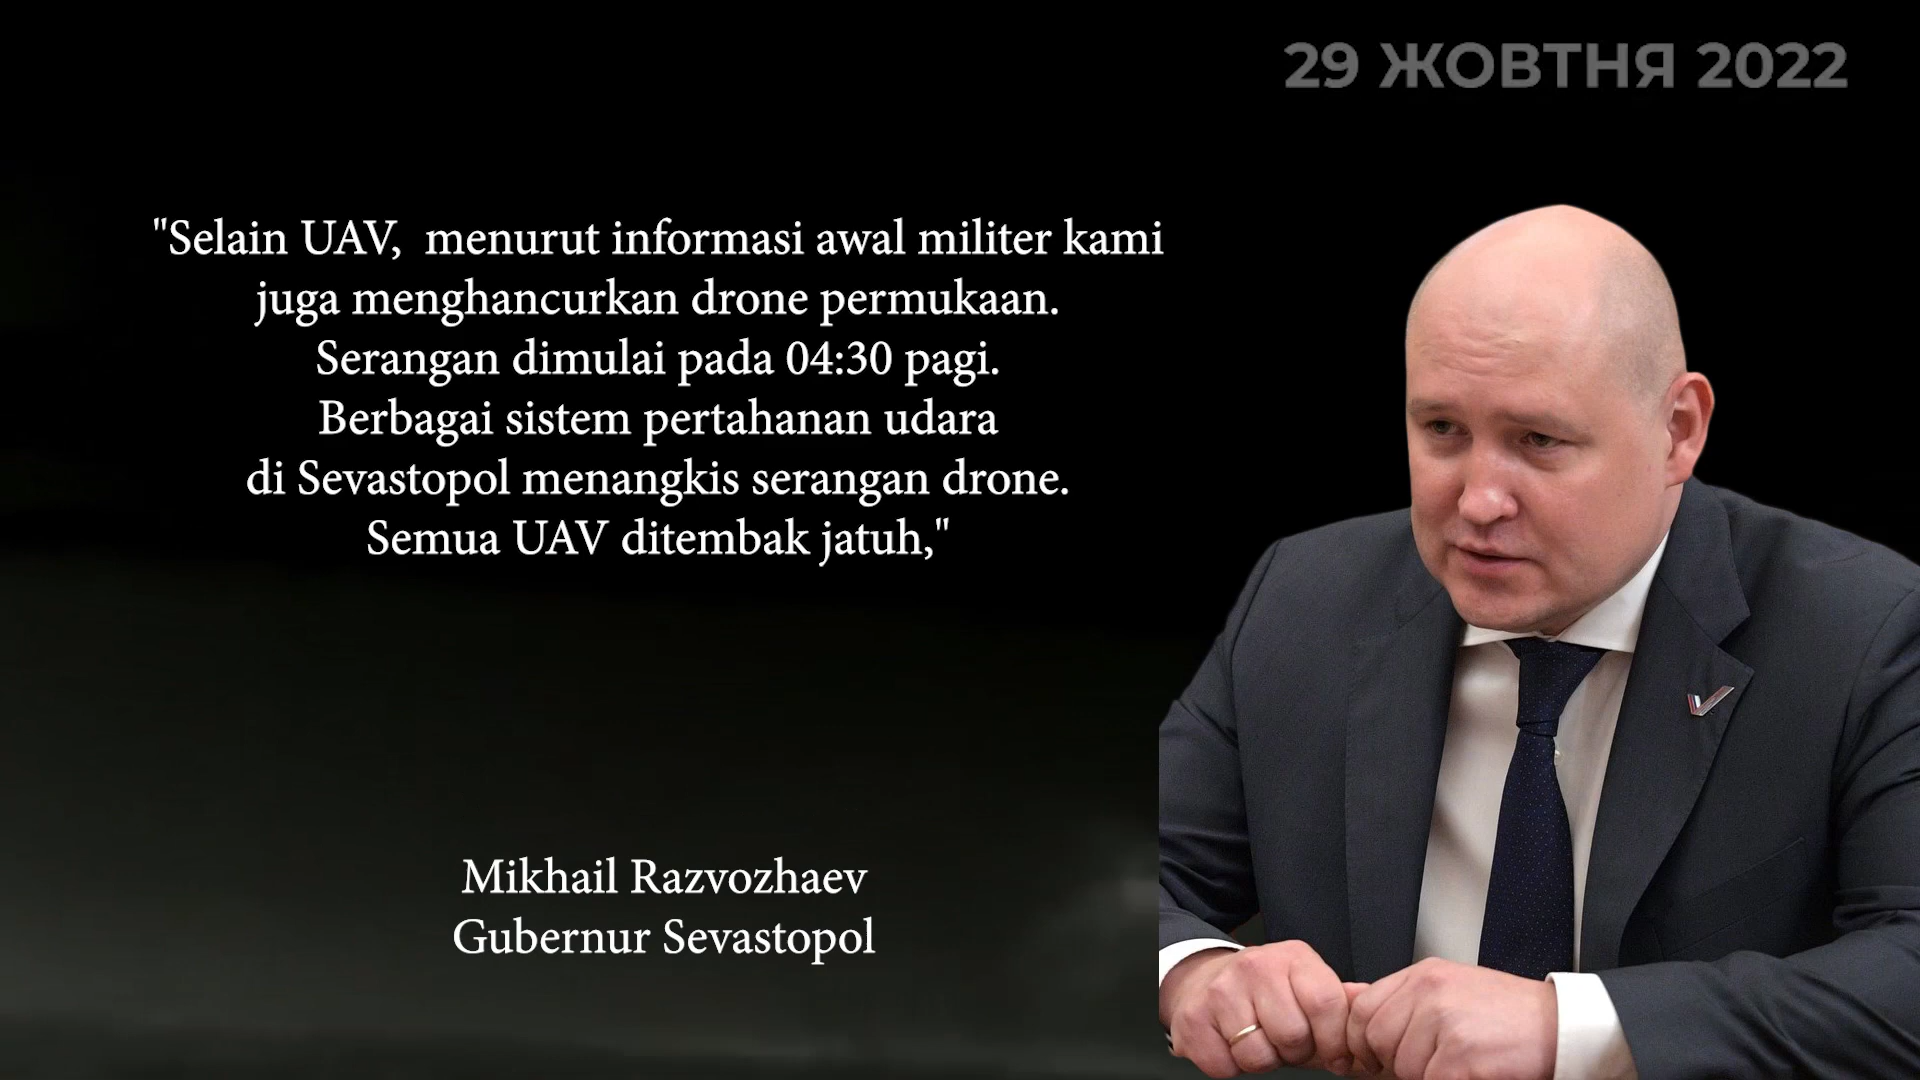 29 ЖОВТНЯ 2022
"Selain UAV,  menurut informasi awal militer kami
juga menghancurkan drone permukaan.
Serangan dimulai pada 04:30 pagi.
Berbagai sistem pertahanan udara
di Sevastopol menangkis serangan drone.
Semua UAV ditembak jatuh,"
Mikhail Razvozhaev
Gubernur Sevastopol